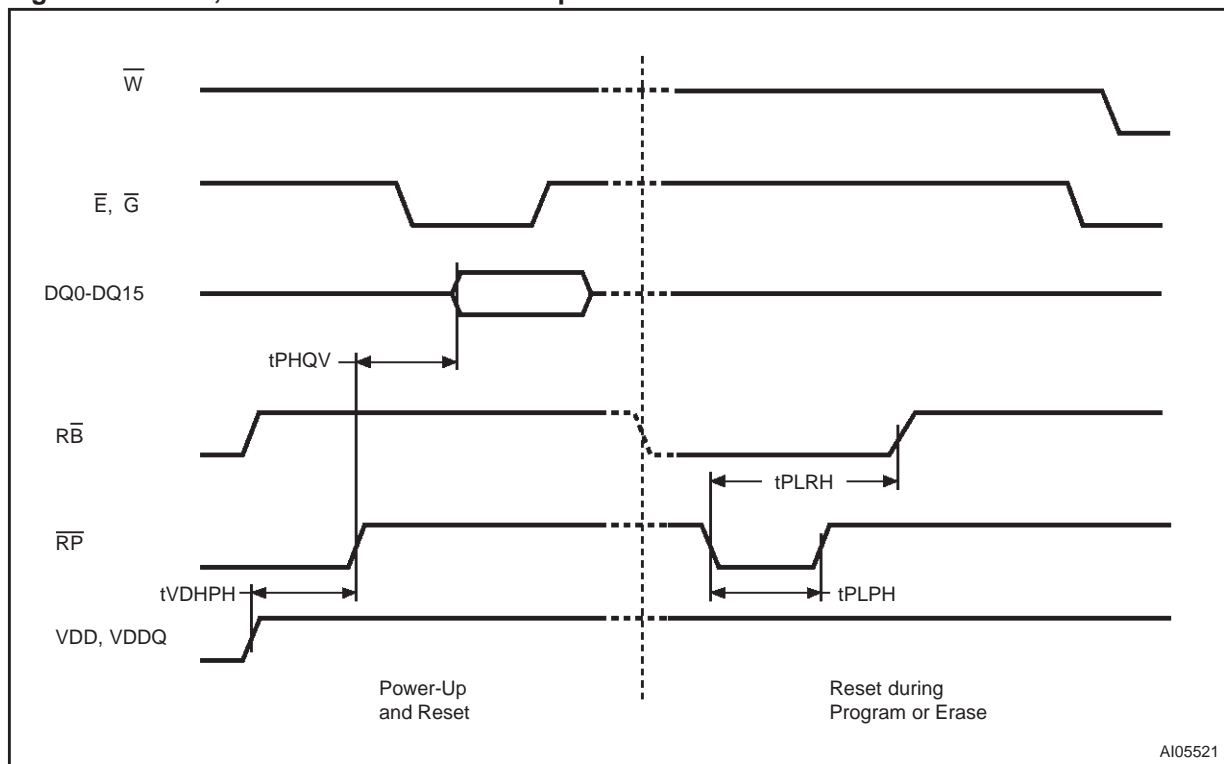 W̅
E̅, G̅
DQ0-DQ15
tPHQV
RB̅
tPLRH
R̅P̅
tVDHPH
tPLPH
VDD, VDDQ
Power-Up
and Reset
Reset during
Program or Erase
AI05521